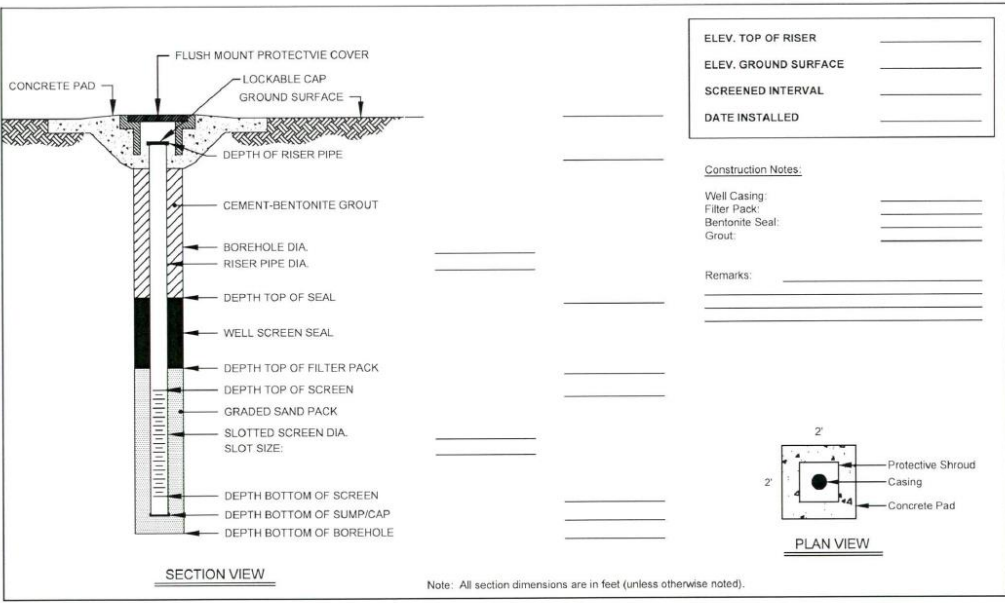 FLUSH MOUNT PROTECTVIE COVER
LOCKABLE CAP
CONCRETE PAD
GROUND SURFACE
DEPTH OF RISER PIPE
CEMENT-BENTONITE GROUT
BOREHOLE DIA.
RISER PIPE DIA.
DEPTH TOP OF SEAL
WELL SCREEN SEAL
DEPTH TOP OF FILTER PACK
DEPTH TOP OF SCREEN
GRADED SAND PACK
SLOTTED SCREEN DIA.
SLOT SIZE:
DEPTH BOTTOM OF SCREEN
DEPTH BOTTOM OF SUMP/CAP
DEPTH BOTTOM OF BOREHOLE
SECTION VIEW
ELEV. TOP OF RISER
ELEV. GROUND SURFACE
SCREENED INTERVAL
DATE INSTALLED
Construction Notes:
Well Casing:
Filter Pack:
Bentonite Seal:
Grout:
Remarks:
2'
2'
Protective Shroud
Casing
Concrete Pad
PLAN VIEW
Note: All section dimensions are in feet (unless otherwise noted).